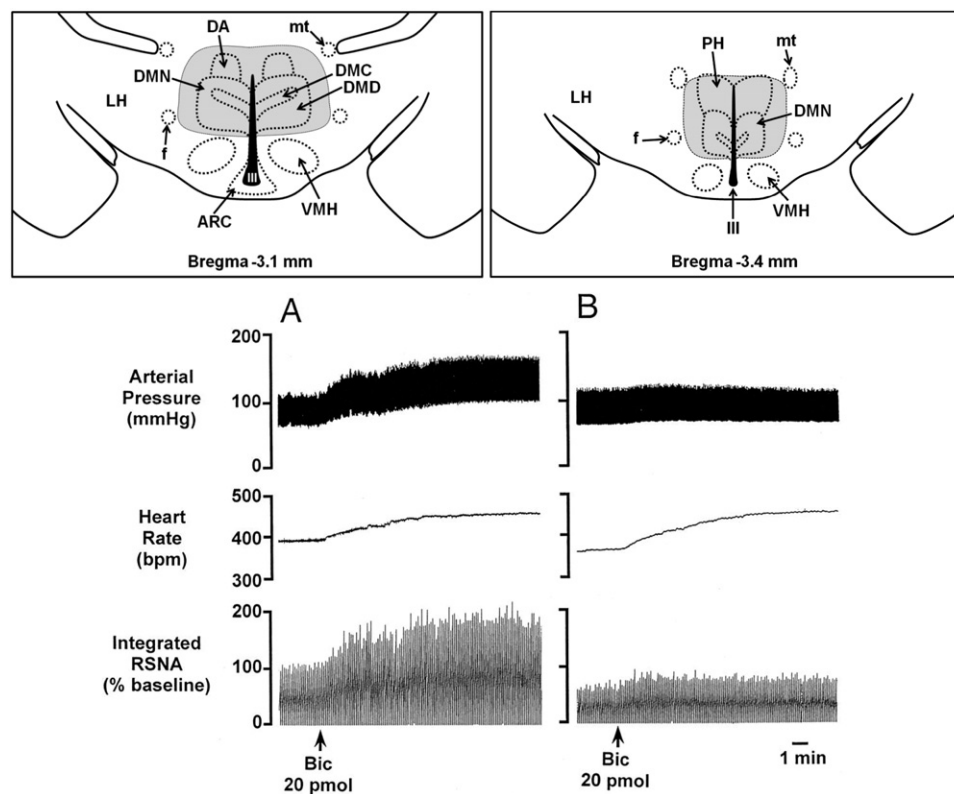 DA
mt
DMN
DMC
DMD
LH
f
ARC
VMH
Bregma -3.1 mm
PH
mt
LH
DMN
f
VMH
III
Bregma -3.4 mm
A
B
Arterial
Pressure
(mmHg)
200
100
0
Heart
Rate
(bpm)
500
400
300
Integrated
RSNA
(% baseline)
200
100
0
Bic
20 pmol
Bic
20 pmol
1 min